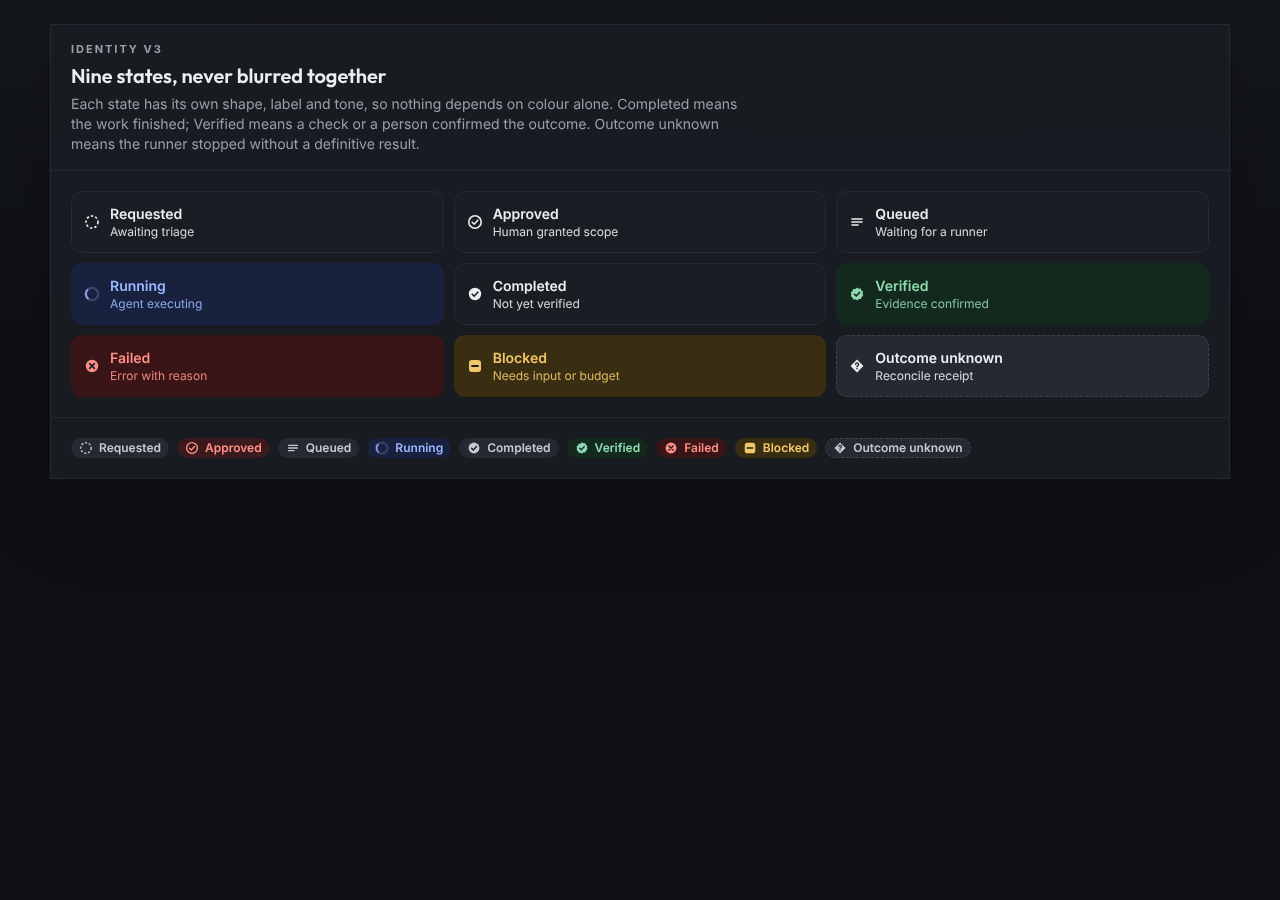 IDENTITY V3
Nine states, never blurred together
Each state has its own shape, label and tone, so nothing depends on colour alone. Completed means
the work finished; Verified means a check or a person confirmed the outcome. Outcome unknown
means the runner stopped without a definitive result.
Requested
Awaiting triage
Approved
Human granted scope
Queued
Waiting for a runner
Running
Agent executing
Completed
Not yet verified
Verified
Evidence confirmed
Failed
Error with reason
Blocked
Needs input or budget
Outcome unknown
Reconcile receipt
Requested Approved Queued Running Completed Verified Failed Blocked Outcome unknown